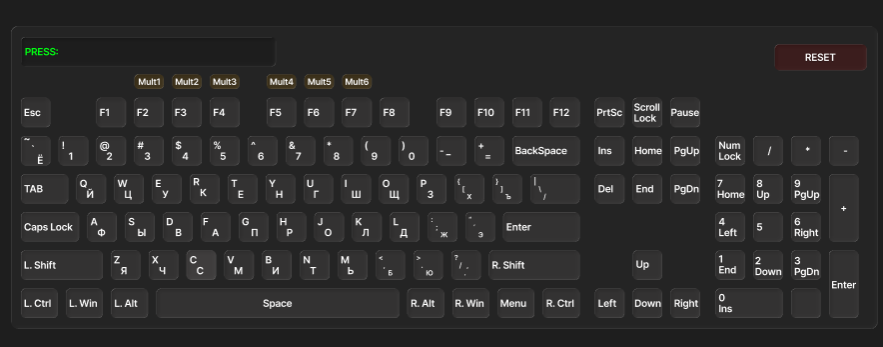 PRESS:
RESET
Mult1 Mult2 Mult3 Mult4 Mult5 Mult6
Esc F1 F2 F3 F4 F5 F6 F7 F8 F9 F10 F11 F12 PrtSc Scroll Lock Pause
~ ` Ё ! 1 @ 2 # 3 $ 4 % 5 ^ 6 & 7 * 8 ( 9 ) 0 - _ + = BackSpace Ins Home PgUp Num Lock / * -
TAB Q Й W Ц E У R К T Е Y Н U Г I Ш O Щ P З { [ Х } ] Ъ | \ / Del End PgDn 7 Home 8 Up 9 PgUp +
Caps Lock A Ф S Ы D В F А G П H Р J О K Л L Д : ; Ж " ' Э Enter 4 Left 5 6 Right
L. Shift Z Я X Ч C С V М B И N Т M Ь < , Б > . Ю ? / . R. Shift Up 1 End 2 Down 3 PgDn Enter
L. Ctrl L. Win L. Alt Space R. Alt R. Win Menu R. Ctrl Left Down Right 0 Ins